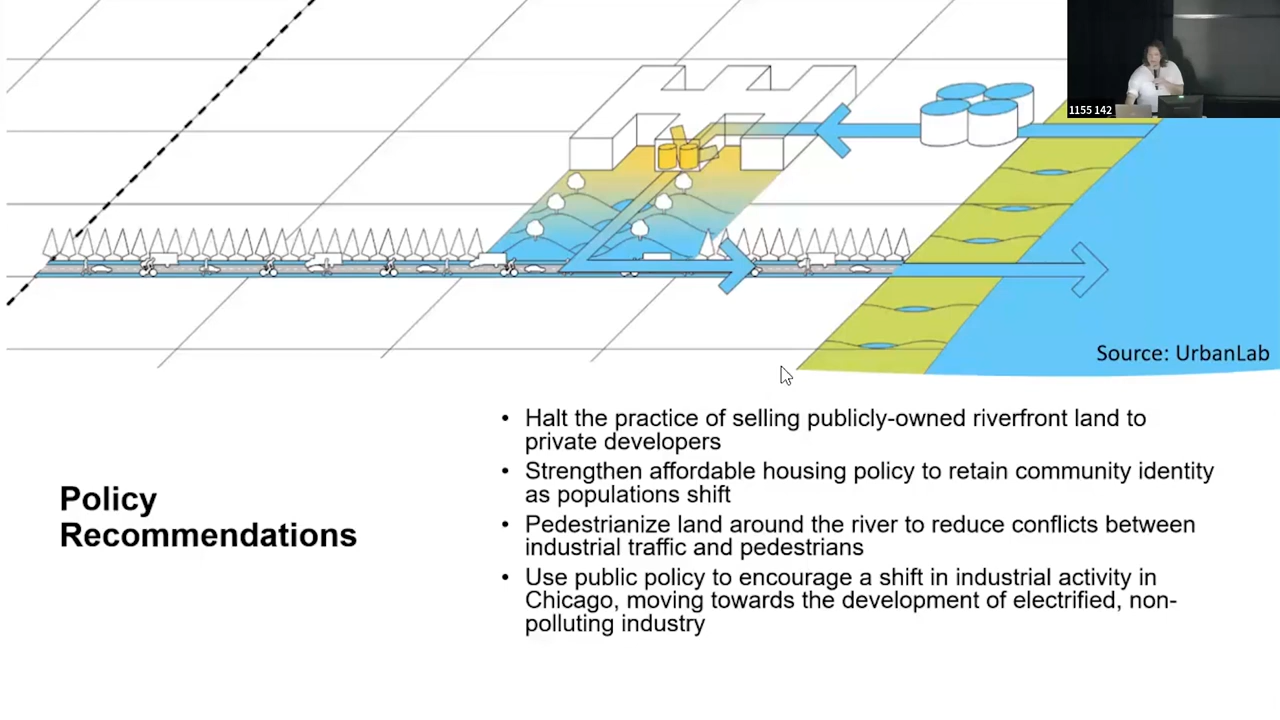 1155 142
Source: UrbanLab
Policy
Recommendations
• Halt the practice of selling publicly-owned riverfront land to
private developers
• Strengthen affordable housing policy to retain community identity
as populations shift
• Pedestrianize land around the river to reduce conflicts between
industrial traffic and pedestrians
• Use public policy to encourage a shift in industrial activity in
Chicago, moving towards the development of electrified, non-
polluting industry